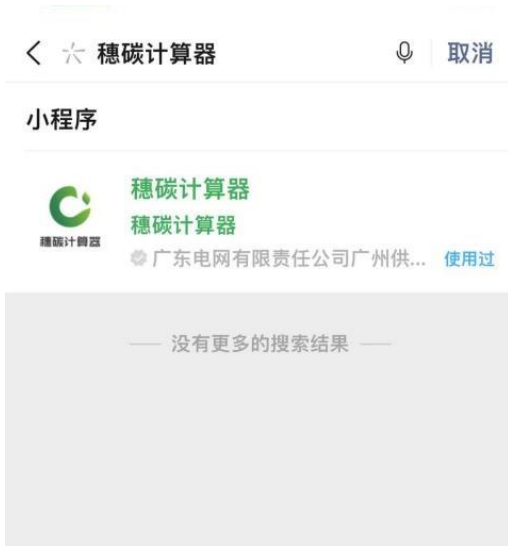 穗碳计算器
取消
小程序
穗碳计算器
穗碳计算器
穗碳计算器
广东电网有限责任公司广州供...
使用过
没有更多的搜索结果